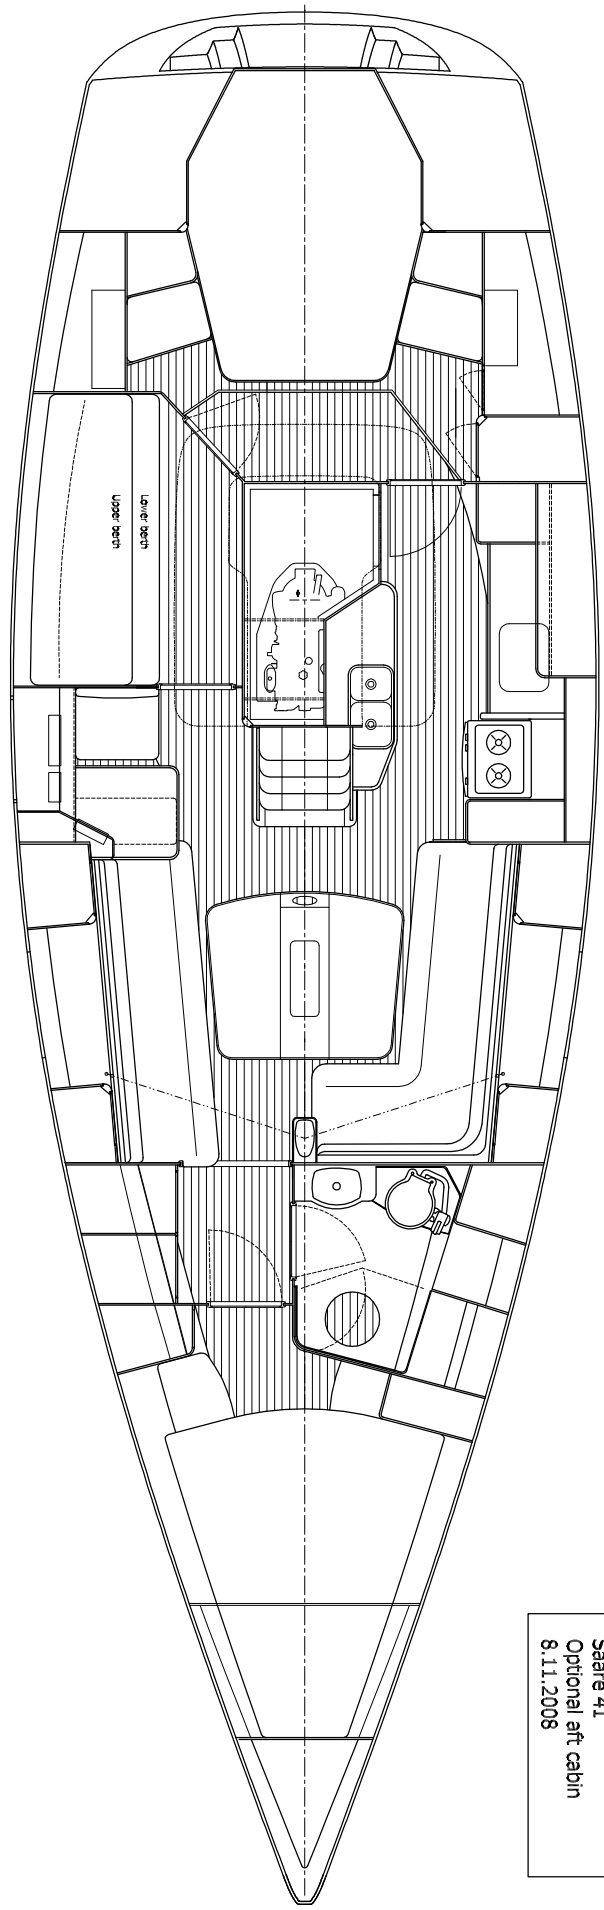 Lower berth
Upper berth
Saare 41
Optional aft cabin
8.11.2008